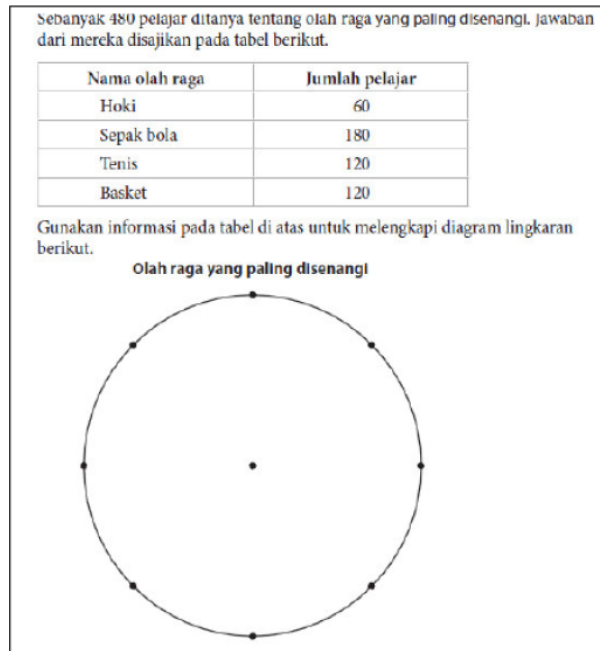 Sebanyak 480 pelajar ditanya tentang olah raga yang paling disenangi. Jawaban
dari mereka disajikan pada tabel berikut.
Nama olah raga Jumlah pelajar
Hoki 60
Sepak bola 180
Tenis 120
Basket 120
Gunakan informasi pada tabel di atas untuk melengkapi diagram lingkaran
berikut.
Olah raga yang paling disenangi